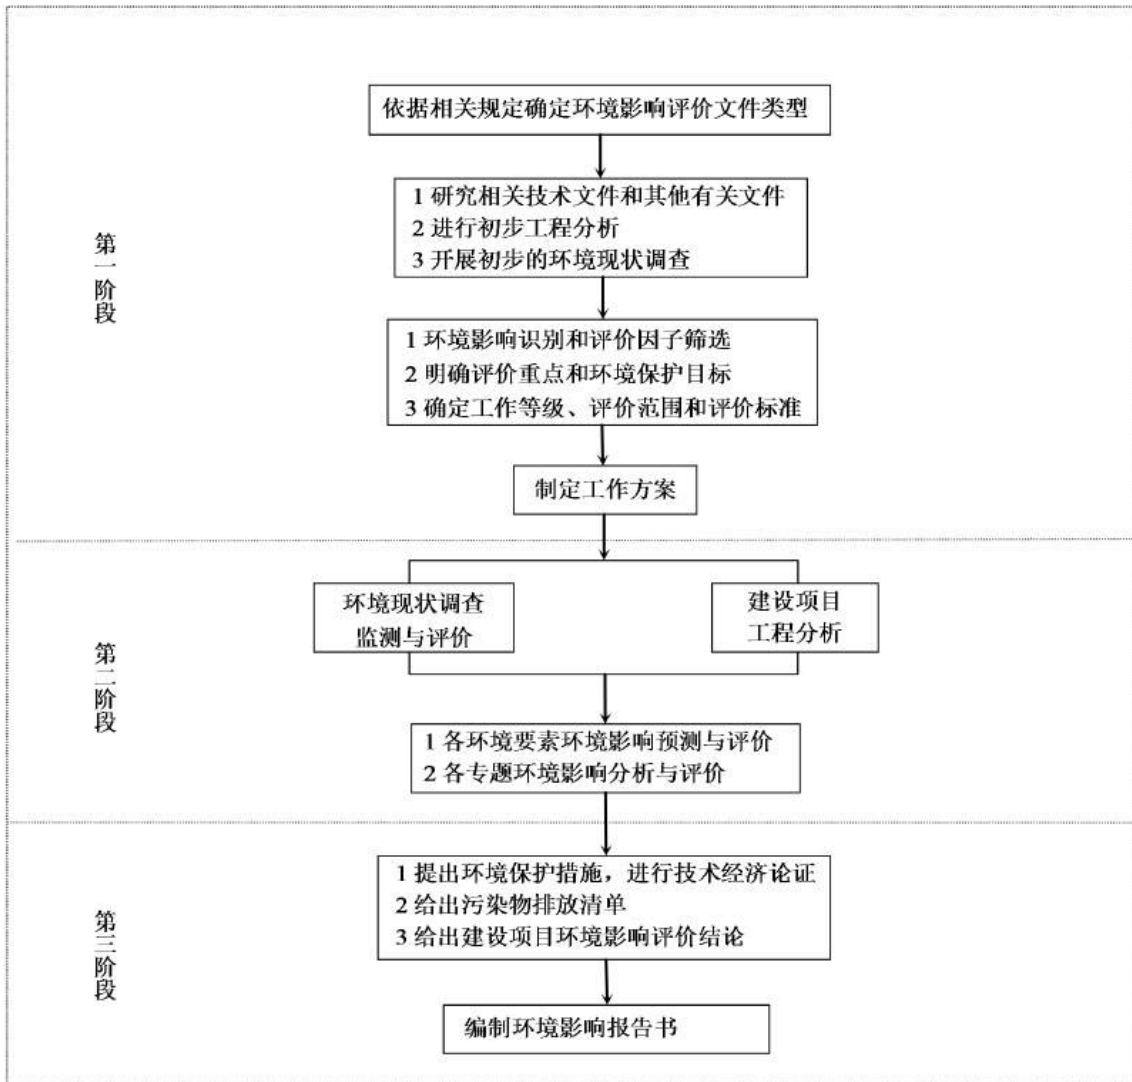 依据相关规定确定环境影响评价文件类型
1 研究相关技术文件和其他有关文件
2 进行初步工程分析
3 开展初步的环境现状调查
第一阶段
1 环境影响识别和评价因子筛选
2 明确评价重点和环境保护目标
3 确定工作等级、评价范围和评价标准
制定工作方案
环境现状调查
监测与评价
建设项目
工程分析
第二阶段
1 各环境要素环境影响预测与评价
2 各专题环境影响分析与评价
1 提出环境保护措施，进行技术经济论证
2 给出污染物排放清单
3 给出建设项目环境影响评价结论
第三阶段
编制环境影响报告书